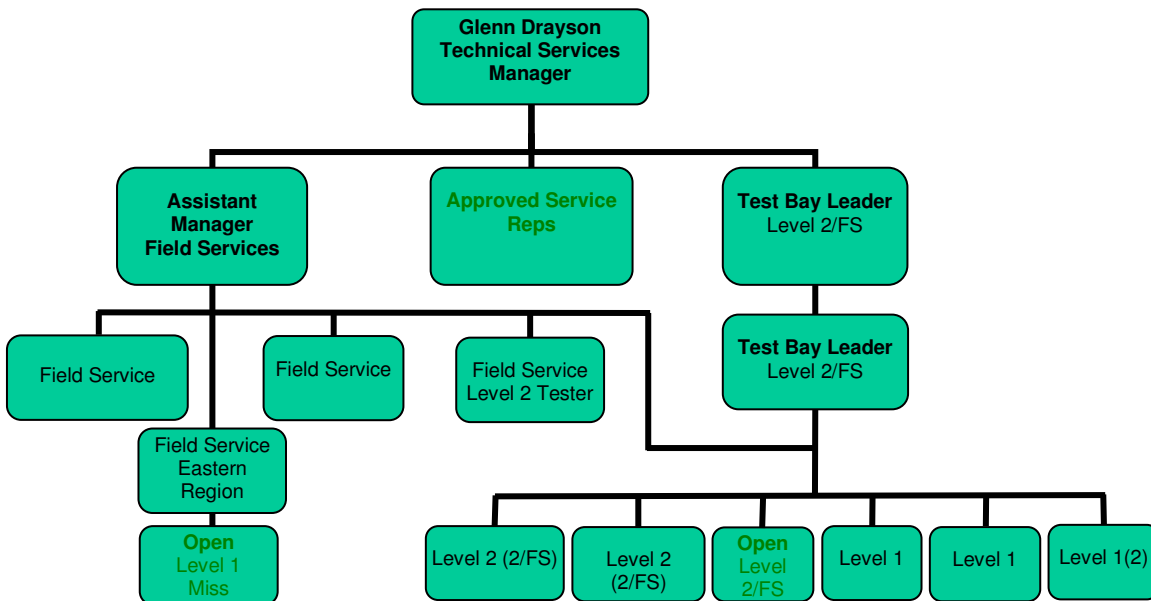 Glenn Drayson
Technical Services
Manager
Assistant
Manager
Field Services
Approved Service
Reps
Test Bay Leader
Level 2/FS
Field Service
Field Service
Field Service
Level 2 Tester
Test Bay Leader
Level 2/FS
Field Service
Eastern
Region
Open
Level 1
Miss
Level 2 (2/FS)
Level 2
(2/FS)
Open
Level
2/FS
Level 1
Level 1
Level 1(2)